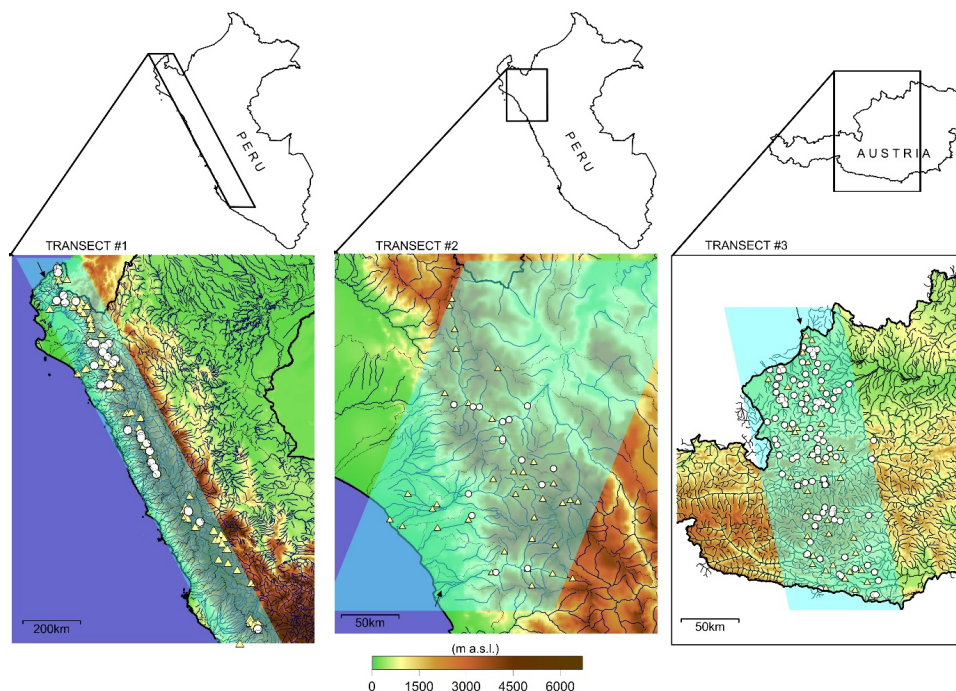 PERU
PERU
AUSTRIA
TRANSECT #1
TRANSECT #2
TRANSECT #3
200km
50km
50km
(m a.s.l.)
0 1500 3000 4500 6000